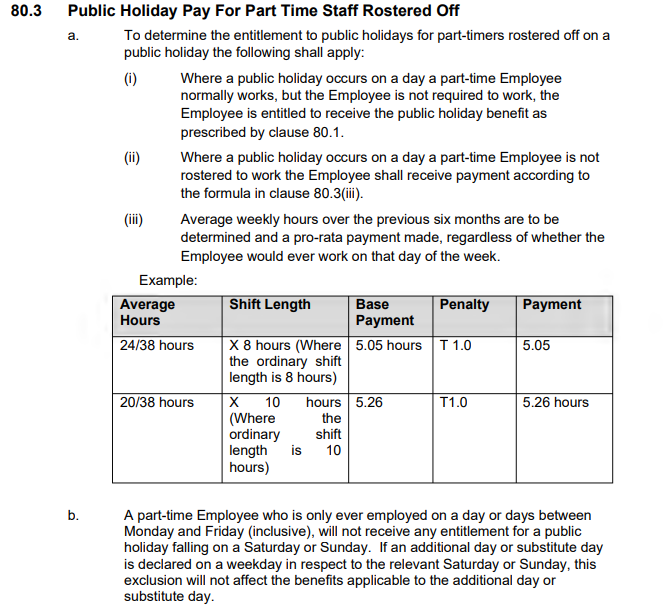 80.3 Public Holiday Pay For Part Time Staff Rostered Off
a. To determine the entitlement to public holidays for part-timers rostered off on a
public holiday the following shall apply:
(i) Where a public holiday occurs on a day a part-time Employee
normally works, but the Employee is not required to work, the
Employee is entitled to receive the public holiday benefit as
prescribed by clause 80.1.
(ii) Where a public holiday occurs on a day a part-time Employee is not
rostered to work the Employee shall receive payment according to
the formula in clause 80.3(iii).
(iii) Average weekly hours over the previous six months are to be
determined and a pro-rata payment made, regardless of whether the
Employee would ever work on that day of the week.
Example:
Average Shift Length Base Penalty Payment
Hours Payment
24/38 hours X 8 hours (Where 5.05 hours T 1.0 5.05
the ordinary shift
length is 8 hours)
20/38 hours X 10 hours 5.26 T1.0 5.26 hours
(Where the
ordinary shift
length is 10
hours)
b. A part-time Employee who is only ever employed on a day or days between
Monday and Friday (inclusive), will not receive any entitlement for a public
holiday falling on a Saturday or Sunday. If an additional day or substitute day
is declared on a weekday in respect to the relevant Saturday or Sunday, this
exclusion will not affect the benefits applicable to the additional day or
substitute day.